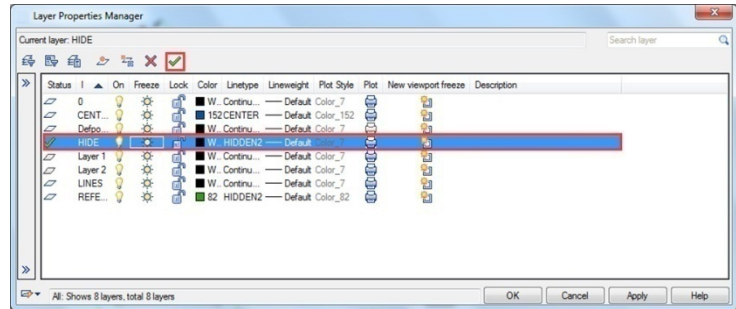 Layer Properties Manager
Current layer: HIDE
Search layer
Status I On Freeze Lock Color Linetype Lineweight Plot Style Plot New viewport freeze Description
0 W.. Continu... Default Color_7
CENT... 152 CENTER Default Color_152
Defpo... W.. Continu... Default Color_7
HIDE W.. HIDDEN2 Default Color_7
Layer 1 W.. Continu... Default Color_7
Layer 2 W.. Continu... Default Color_7
LINES W.. Continu... Default Color_7
REFE... 82 HIDDEN2 Default Color_82
All: Shows 8 layers, total 8 layers
OK Cancel Apply Help